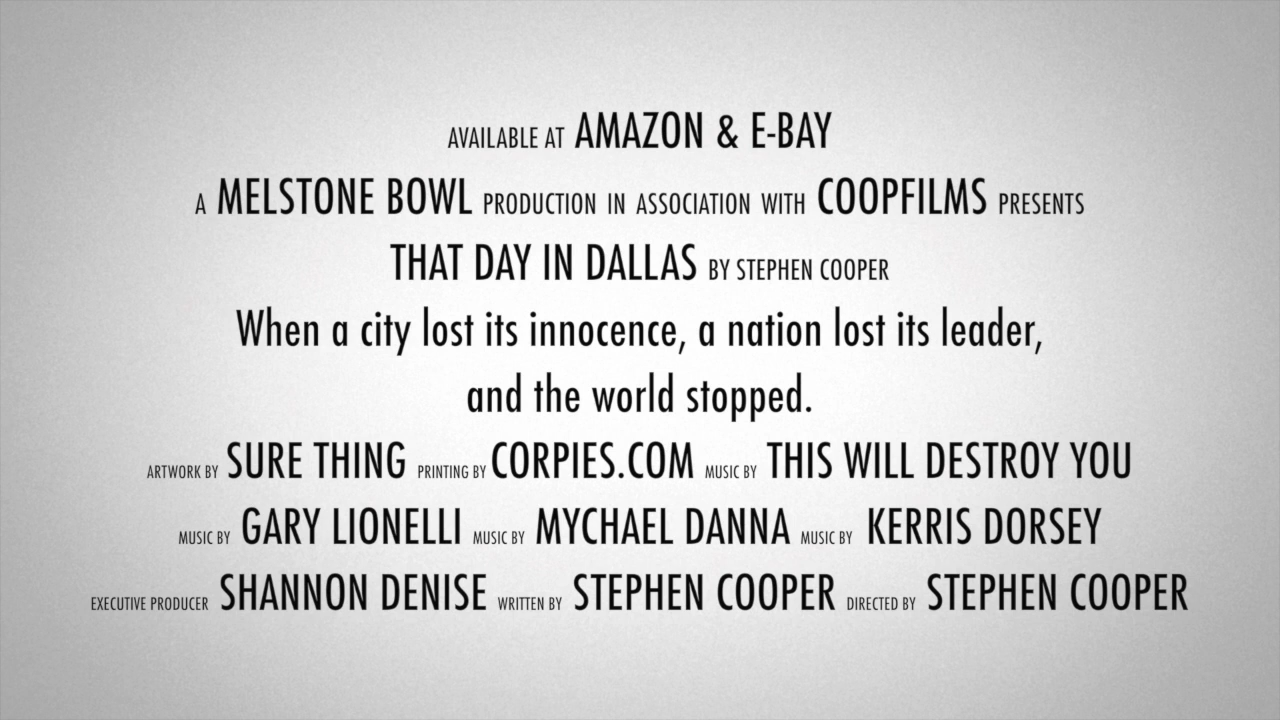 AVAILABLE AT AMAZON & E-BAY
A MELSTONE BOWL PRODUCTION IN ASSOCIATION WITH COOPFILMS PRESENTS
THAT DAY IN DALLAS BY STEPHEN COOPER
When a city lost its innocence, a nation lost its leader,
and the world stopped.
ARTWORK BY SURE THING PRINTING BY CORPIES.COM MUSIC BY THIS WILL DESTROY YOU
MUSIC BY GARY LIONELLI MUSIC BY MYCHAEL DANNA MUSIC BY KERRIS DORSEY
EXECUTIVE PRODUCER SHANNON DENISE WRITTEN BY STEPHEN COOPER DIRECTED BY STEPHEN COOPER